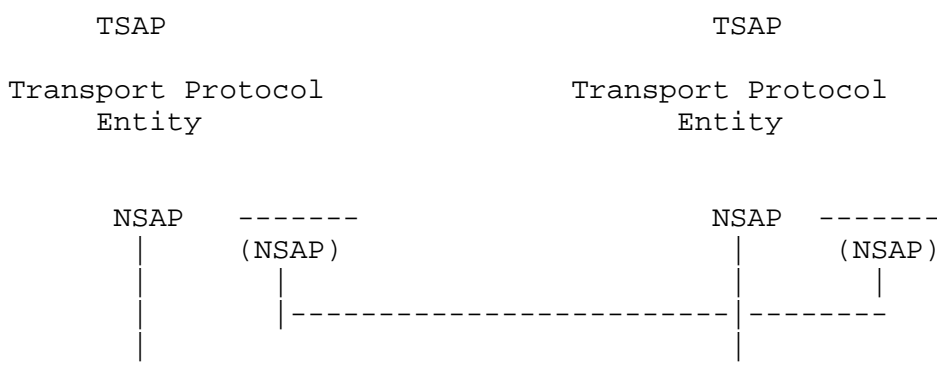 TSAP TSAP
Transport Protocol Transport Protocol
Entity Entity
NSAP ------- NSAP -------
| (NSAP) | (NSAP)
| | | |
| |-------------------------|--------
| |